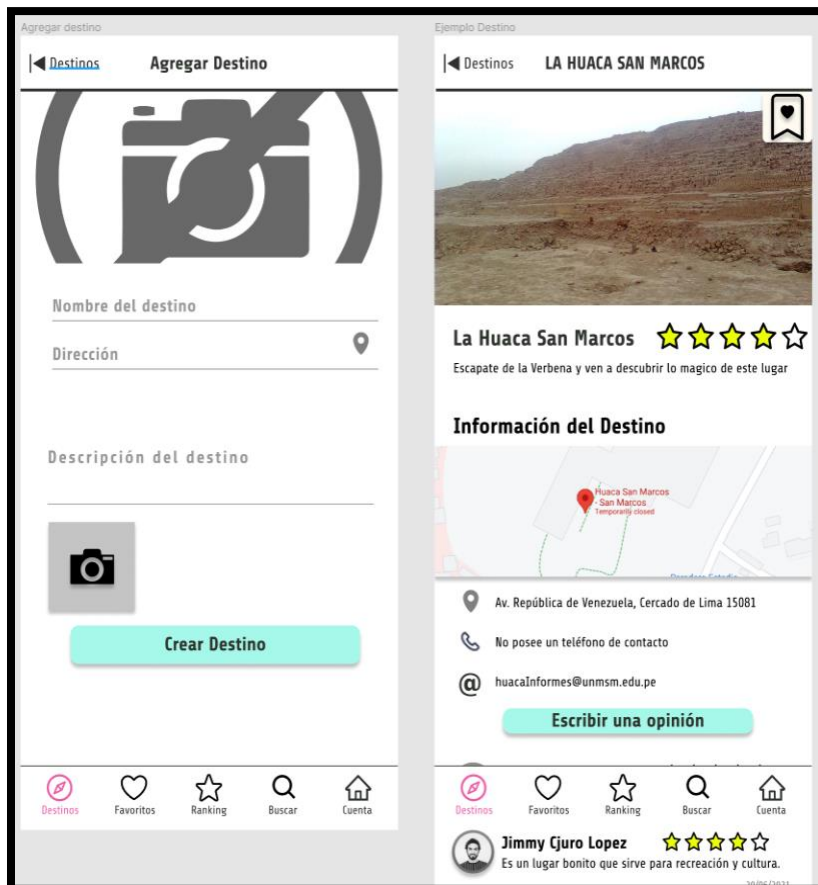 Agregar destino
Destinos
Agregar Destino
Nombre del destino
Dirección
Descripción del destino
Crear Destino
Destinos
Favoritos
Ranking
Buscar
Cuenta
Ejemplo Destino
Destinos
LA HUACA SAN MARCOS
La Huaca San Marcos
Escapate de la Verbena y ven a descubrir lo magico de este lugar
Información del Destino
Huaca San Marcos
- San Marcos
Temporarily closed
Av. República de Venezuela, Cercado de Lima 15081
No posee un teléfono de contacto
@ huacaInformes@unmsm.edu.pe
Escribir una opinión
Destinos
Favoritos
Ranking
Buscar
Cuenta
Jimmy Cjuro Lopez
Es un lugar bonito que sirve para recreación y cultura.